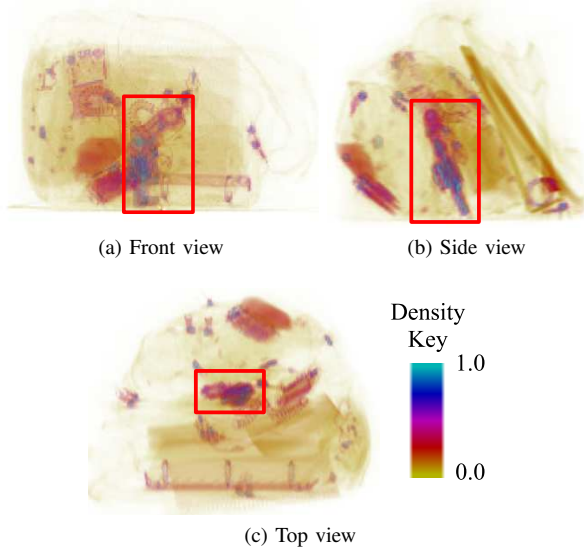 (a) Front view
(b) Side view
Density
Key
1.0
0.0
(c) Top view